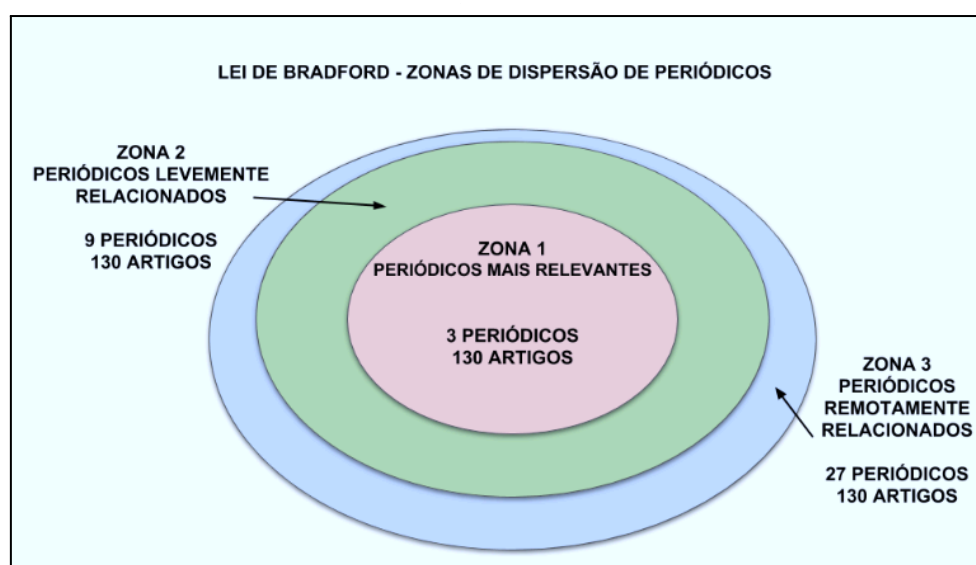 LEI DE BRADFORD - ZONAS DE DISPERSÃO DE PERIÓDICOS
ZONA 2
PERIÓDICOS LEVEMENTE
RELACIONADOS
9 PERIÓDICOS
130 ARTIGOS
ZONA 1
PERIÓDICOS MAIS RELEVANTES
3 PERIÓDICOS
130 ARTIGOS
ZONA 3
PERIÓDICOS
REMOTAMENTE
RELACIONADOS
27 PERIÓDICOS
130 ARTIGOS